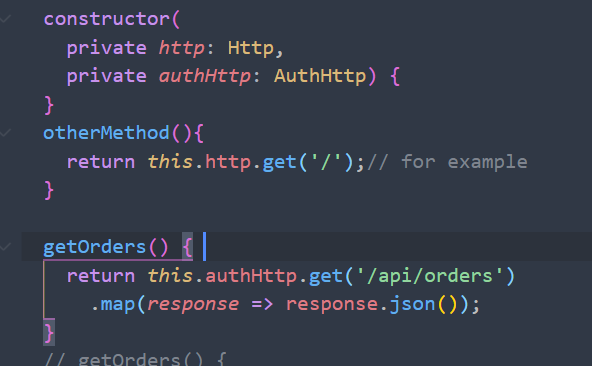 constructor(
private http: Http,
private authHttp: AuthHttp) {
}
otherMethod(){
return this.http.get('/');// for example
}
getOrders() {
return this.authHttp.get('/api/orders')
.map(response => response.json());
}
// getOrders() {